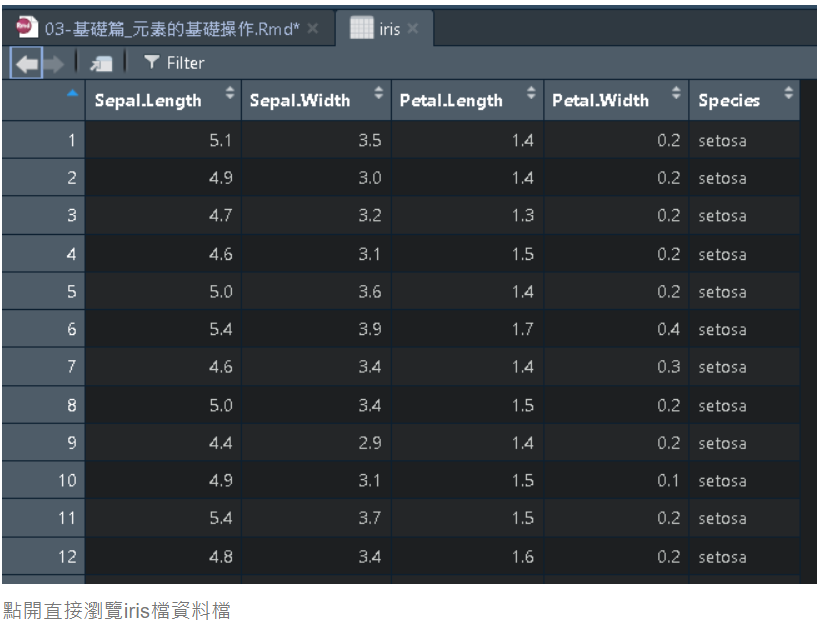 03-基礎篇_元素的基礎操作.Rmd* × iris ×
Filter
Sepal.Length Sepal.Width Petal.Length Petal.Width Species
1 5.1 3.5 1.4 0.2 setosa
2 4.9 3.0 1.4 0.2 setosa
3 4.7 3.2 1.3 0.2 setosa
4 4.6 3.1 1.5 0.2 setosa
5 5.0 3.6 1.4 0.2 setosa
6 5.4 3.9 1.7 0.4 setosa
7 4.6 3.4 1.4 0.3 setosa
8 5.0 3.4 1.5 0.2 setosa
9 4.4 2.9 1.4 0.2 setosa
10 4.9 3.1 1.5 0.1 setosa
11 5.4 3.7 1.5 0.2 setosa
12 4.8 3.4 1.6 0.2 setosa
點開直接瀏覽iris檔資料檔